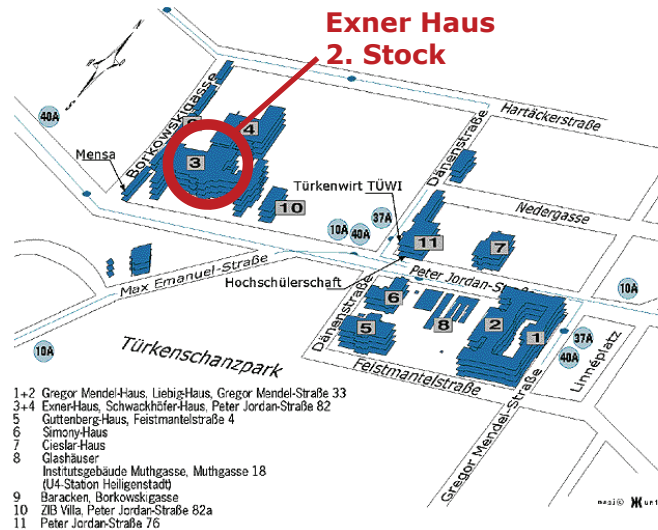 Exner Haus
2. Stock
40A
Hartäckerstraße
Borkowskigasse
4
Dänenstraße
Mensa
3
Türkenwirt TÜWI
10
37A
Nedergasse
10A
40A
11
7
Max Emanuel-Straße
Hochschülerschaft
Peter Jordan-Straße
10A
6
Dänenstraße
8
2
1
5
37A
Linnéplatz
10A
Türkenschanzpark
40A
Feistmantelstraße
Gregor Mendel-Straße
1+2 Gregor Mendel-Haus, Liebig-Haus, Gregor Mendel-Straße 33
3+4 Exner-Haus, Schwackhöfer-Haus, Peter Jordan-Straße 82
5 Guttenberg-Haus, Feistmantelstraße 4
6 Simony-Haus
7 Cieslar-Haus
8 Glashäuser
Institutsgebäude Muthgasse, Muthgasse 18
(U4-Station Heiligenstadt)
9 Baracken, Borkowskigasse
10 ZIB Villa, Peter Jordan-Straße 82a
11 Peter Jordan-Straße 76